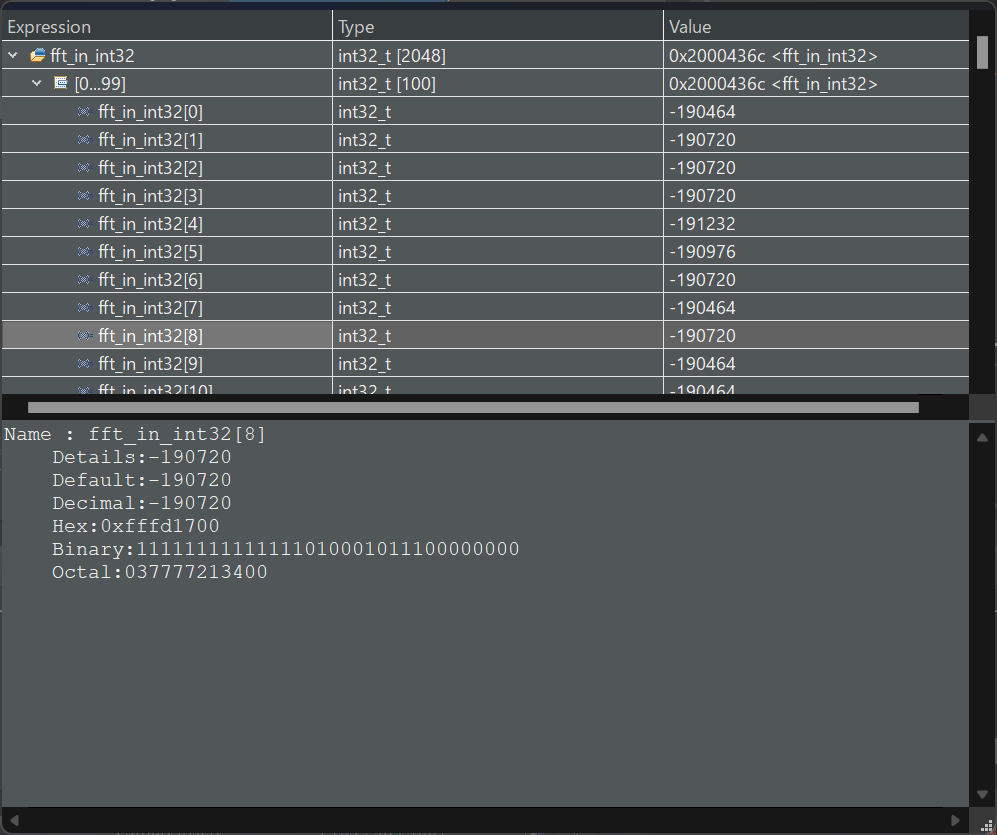 Expression Type Value
fft_in_int32 int32_t [2048] 0x2000436c <fft_in_int32>
[0...99] int32_t [100] 0x2000436c <fft_in_int32>
fft_in_int32[0] int32_t -190464
fft_in_int32[1] int32_t -190720
fft_in_int32[2] int32_t -190720
fft_in_int32[3] int32_t -190720
fft_in_int32[4] int32_t -191232
fft_in_int32[5] int32_t -190976
fft_in_int32[6] int32_t -190720
fft_in_int32[7] int32_t -190464
fft_in_int32[8] int32_t -190720
fft_in_int32[9] int32_t -190464
fft_in_int32[10] int32_t -190464
Name : fft_in_int32[8]
Details:-190720
Default:-190720
Decimal:-190720
Hex:0xfffd1700
Binary:11111111111111010001011100000000
Octal:037777213400